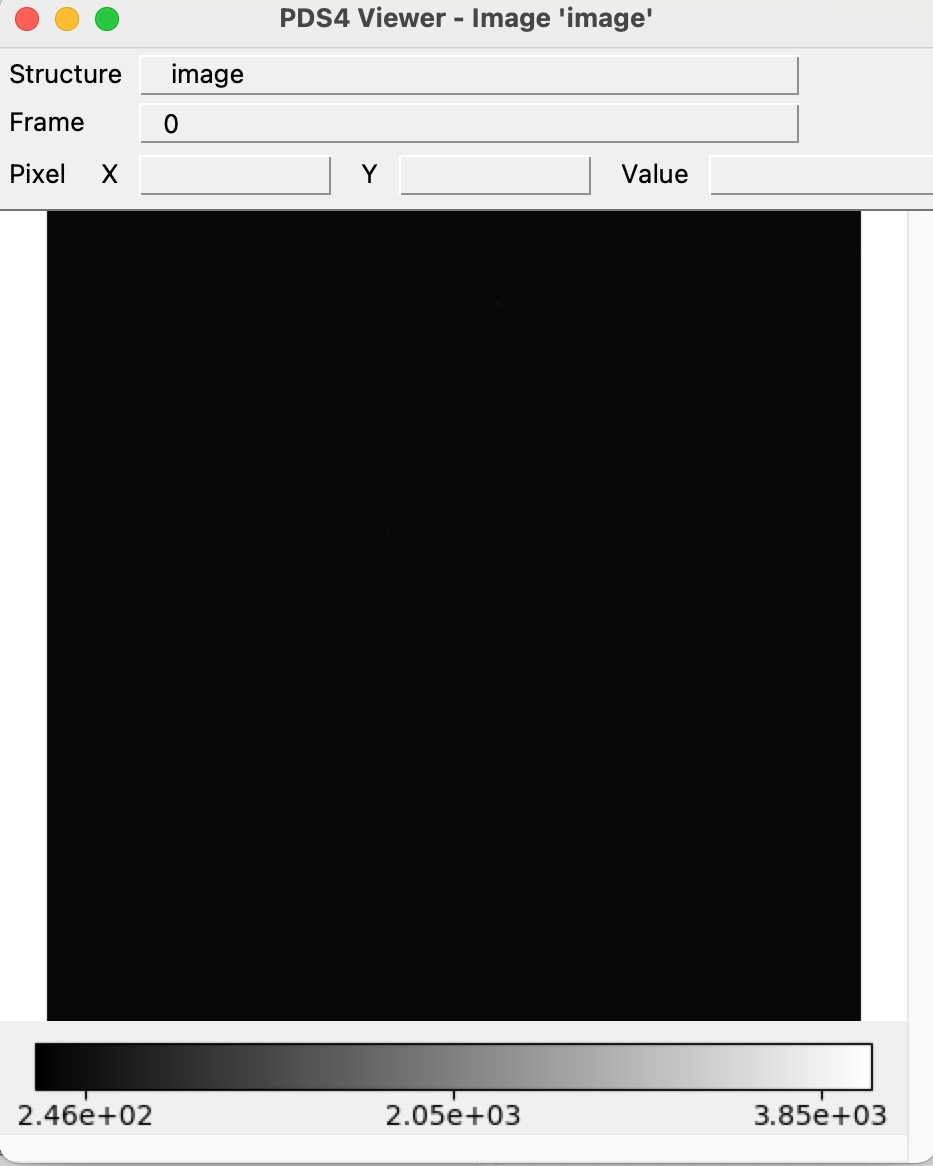 PDS4 Viewer - Image 'image'
Structure image
Frame 0
Pixel X Y Value
2.46e+02 2.05e+03 3.85e+03